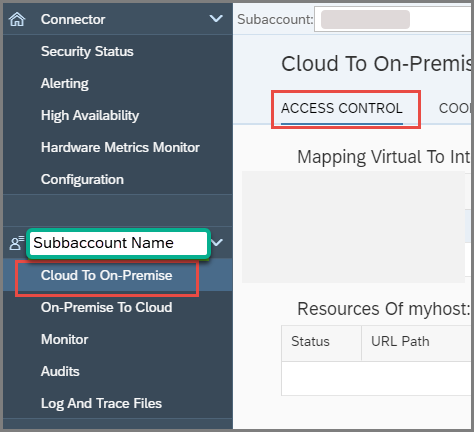 Connector
Security Status
Alerting
High Availability
Hardware Metrics Monitor
Configuration
Subbaccount Name
Cloud To On-Premise
On-Premise To Cloud
Monitor
Audits
Log And Trace Files
Subaccount:
Cloud To On-Premis
ACCESS CONTROL COO
Mapping Virtual To Int
Resources Of myhost:
Status URL Path